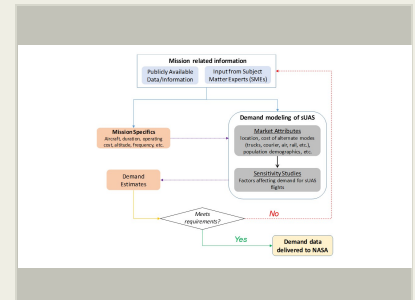 Mission related information
Publicly Available
Data/Information
Input from Subject
Matter Experts (SMEs)
Mission Specifics
Aircraft, duration, operating
cost, altitude, frequency, etc.
Demand modeling of sUAS
Market Attributes
location, cost of alternate modes
(trucks, courier, air, rail, etc.),
population demographics, etc.
Sensitivity Studies
Factors affecting demand for sUAS
flights
Demand
Estimates
Meets
requirements?
No
Yes
Demand data
delivered to NASA